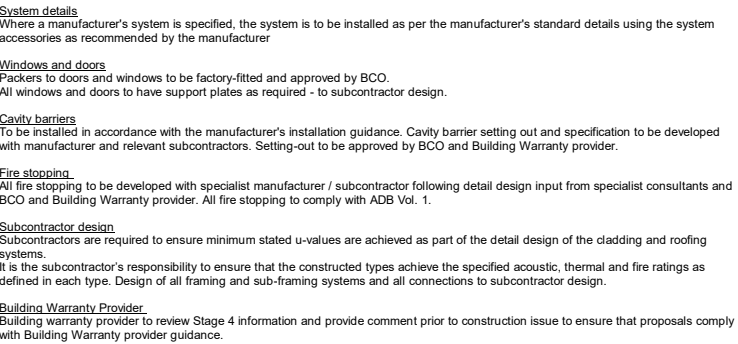 System details
Where a manufacturer's system is specified, the system is to be installed as per the manufacturer's standard details using the system
accessories as recommended by the manufacturer
Windows and doors
Packers to doors and windows to be factory-fitted and approved by BCO.
All windows and doors to have support plates as required - to subcontractor design.
Cavity barriers
To be installed in accordance with the manufacturer's installation guidance. Cavity barrier setting out and specification to be developed
with manufacturer and relevant subcontractors. Setting-out to be approved by BCO and Building Warranty provider.
Fire stopping
All fire stopping to be developed with specialist manufacturer / subcontractor following detail design input from specialist consultants and
BCO and Building Warranty provider. All fire stopping to comply with ADB Vol. 1.
Subcontractor design
Subcontractors are required to ensure minimum stated u-values are achieved as part of the detail design of the cladding and roofing
systems.
It is the subcontractor's responsibility to ensure that the constructed types achieve the specified acoustic, thermal and fire ratings as
defined in each type. Design of all framing and sub-framing systems and all connections to subcontractor design.
Building Warranty Provider
Building warranty provider to review Stage 4 information and provide comment prior to construction issue to ensure that proposals comply
with Building Warranty provider guidance.